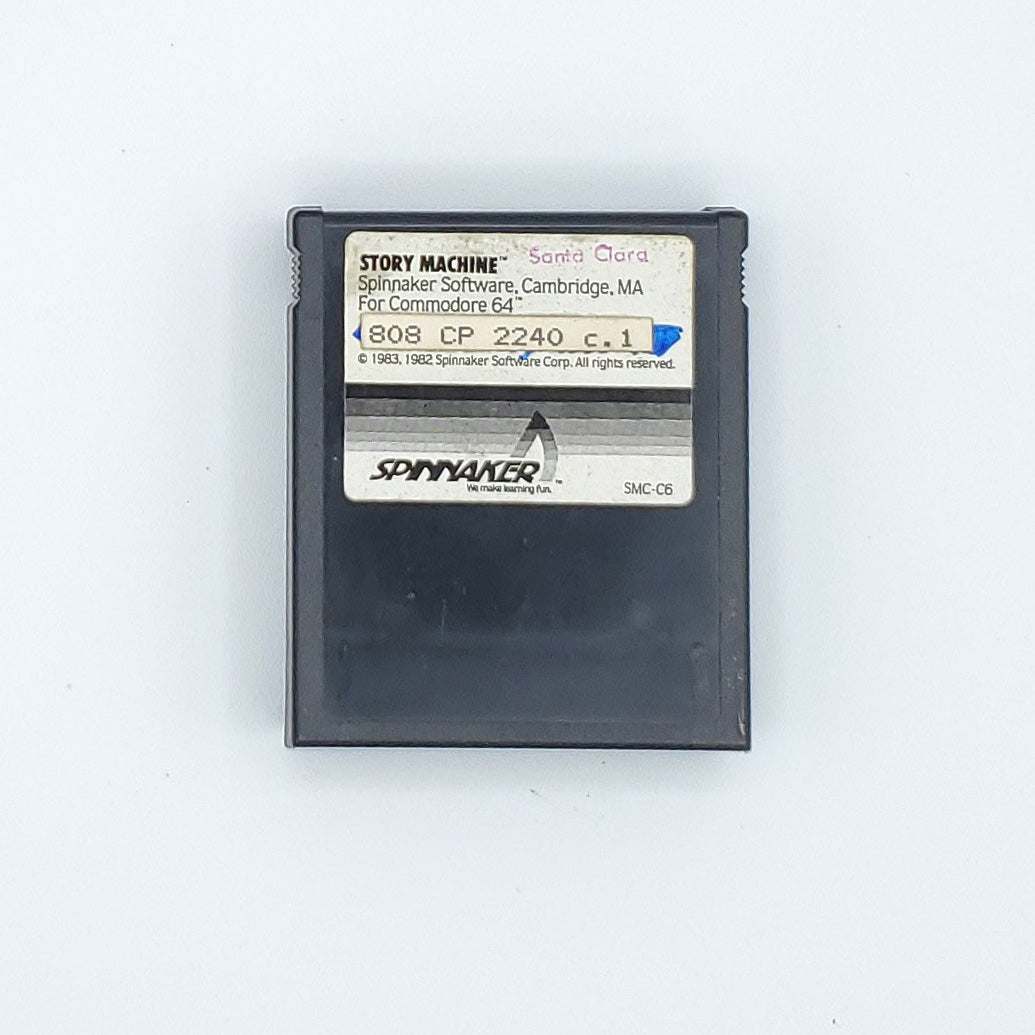 STORY MACHINE™ Santa Clara
Spinnaker Software, Cambridge, MA
For Commodore 64™
808 CP 2240 c.1
© 1983, 1982 Spinnaker Software Corp. All rights reserved.
SPINNAKER™
We make learning fun.
SMC-C6